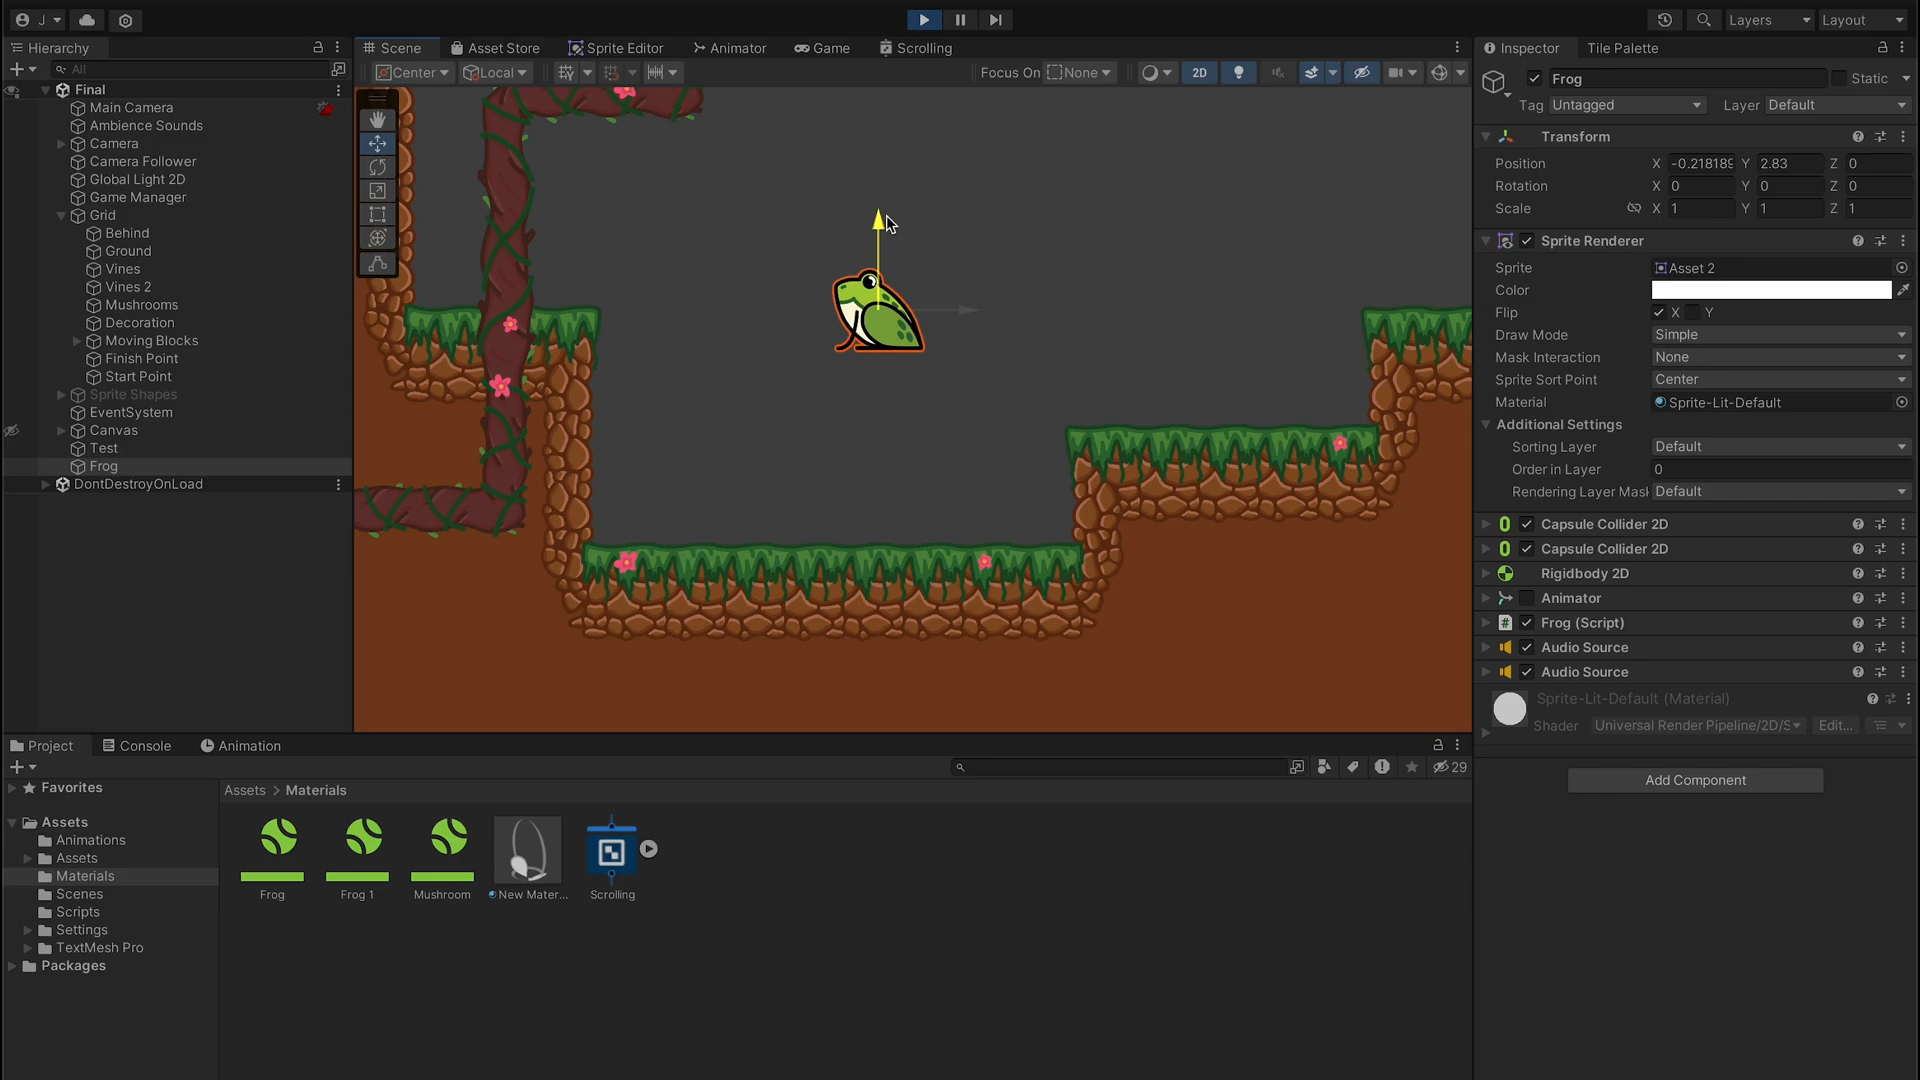 J Layers Layout
Hierarchy
All
Final
Main Camera
Ambience Sounds
Camera
Camera Follower
Global Light 2D
Game Manager
Grid
Behind
Ground
Vines
Vines 2
Mushrooms
Decoration
Moving Blocks
Finish Point
Start Point
Sprite Shapes
EventSystem
Canvas
Test
Frog
DontDestroyOnLoad
Scene Asset Store Sprite Editor Animator Game Scrolling
Center Local Focus On None 2D
Inspector Tile Palette
Frog Static
Tag Untagged Layer Default
Transform
Position X -0.218189 Y 2.83 Z 0
Rotation X 0 Y 0 Z 0
Scale X 1 Y 1 Z 1
Sprite Renderer
Sprite Asset 2
Color
Flip X Y
Draw Mode Simple
Mask Interaction None
Sprite Sort Point Center
Material Sprite-Lit-Default
Additional Settings
Sorting Layer Default
Order in Layer 0
Rendering Layer Mask Default
Capsule Collider 2D
Capsule Collider 2D
Rigidbody 2D
Animator
Frog (Script)
Audio Source
Audio Source
Sprite-Lit-Default (Material)
Shader Universal Render Pipeline/2D/S Edit...
Add Component
Project Console Animation
29
Favorites
Assets
Animations
Assets
Materials
Scenes
Scripts
Settings
TextMesh Pro
Packages
Assets > Materials
Frog Frog 1 Mushroom New Mater... Scrolling